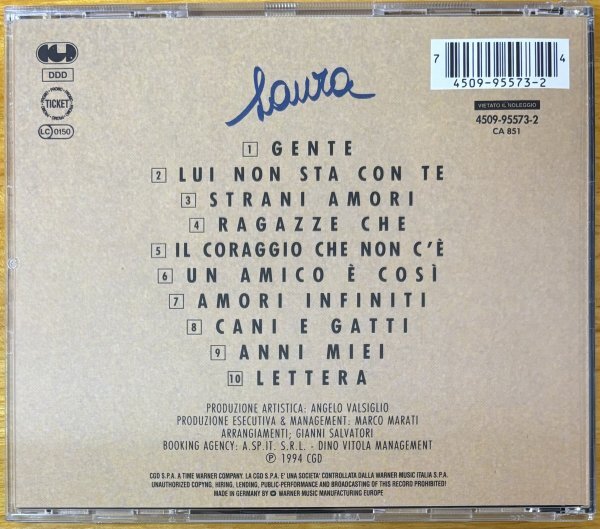 CGD
DDD
TICKET
LC 0150
Laura
7 4
4509-95573-2
VIETATO IL NOLEGGIO
4509-95573-2
CA 851
1 GENTE
2 LUI NON STA CON TE
3 STRANI AMORI
4 RAGAZZE CHE
5 IL CORAGGIO CHE NON C'È
6 UN AMICO È COSÌ
7 AMORI INFINITI
8 CANI E GATTI
9 ANNI MIEI
10 LETTERA
PRODUZIONE ARTISTICA: ANGELO VALSIGLIO
PRODUZIONE ESECUTIVA & MANAGEMENT: MARCO MARATI
ARRANGIAMENTI; GIANNI SALVATORI
BOOKING AGENCY: A.SP.IT. S.R.L. - DINO VITOLA MANAGEMENT
Ⓟ 1994 CGD
CGD S.P.A. A TIME WARNER COMPANY. LA CGD S.P.A. E' UNA SOCIETA' CONTROLLATA DALLA WARNER MUSIC ITALIA S.P.A.
UNAUTHORIZED COPYNG, HIRING, LENDING, PUBLIC-PERFORMANCE AND BROADCASTING OF THIS RECORD PROHIBITED!
MADE IN GERMANY BY WARNER MUSIC MANUFACTURING EUROPE